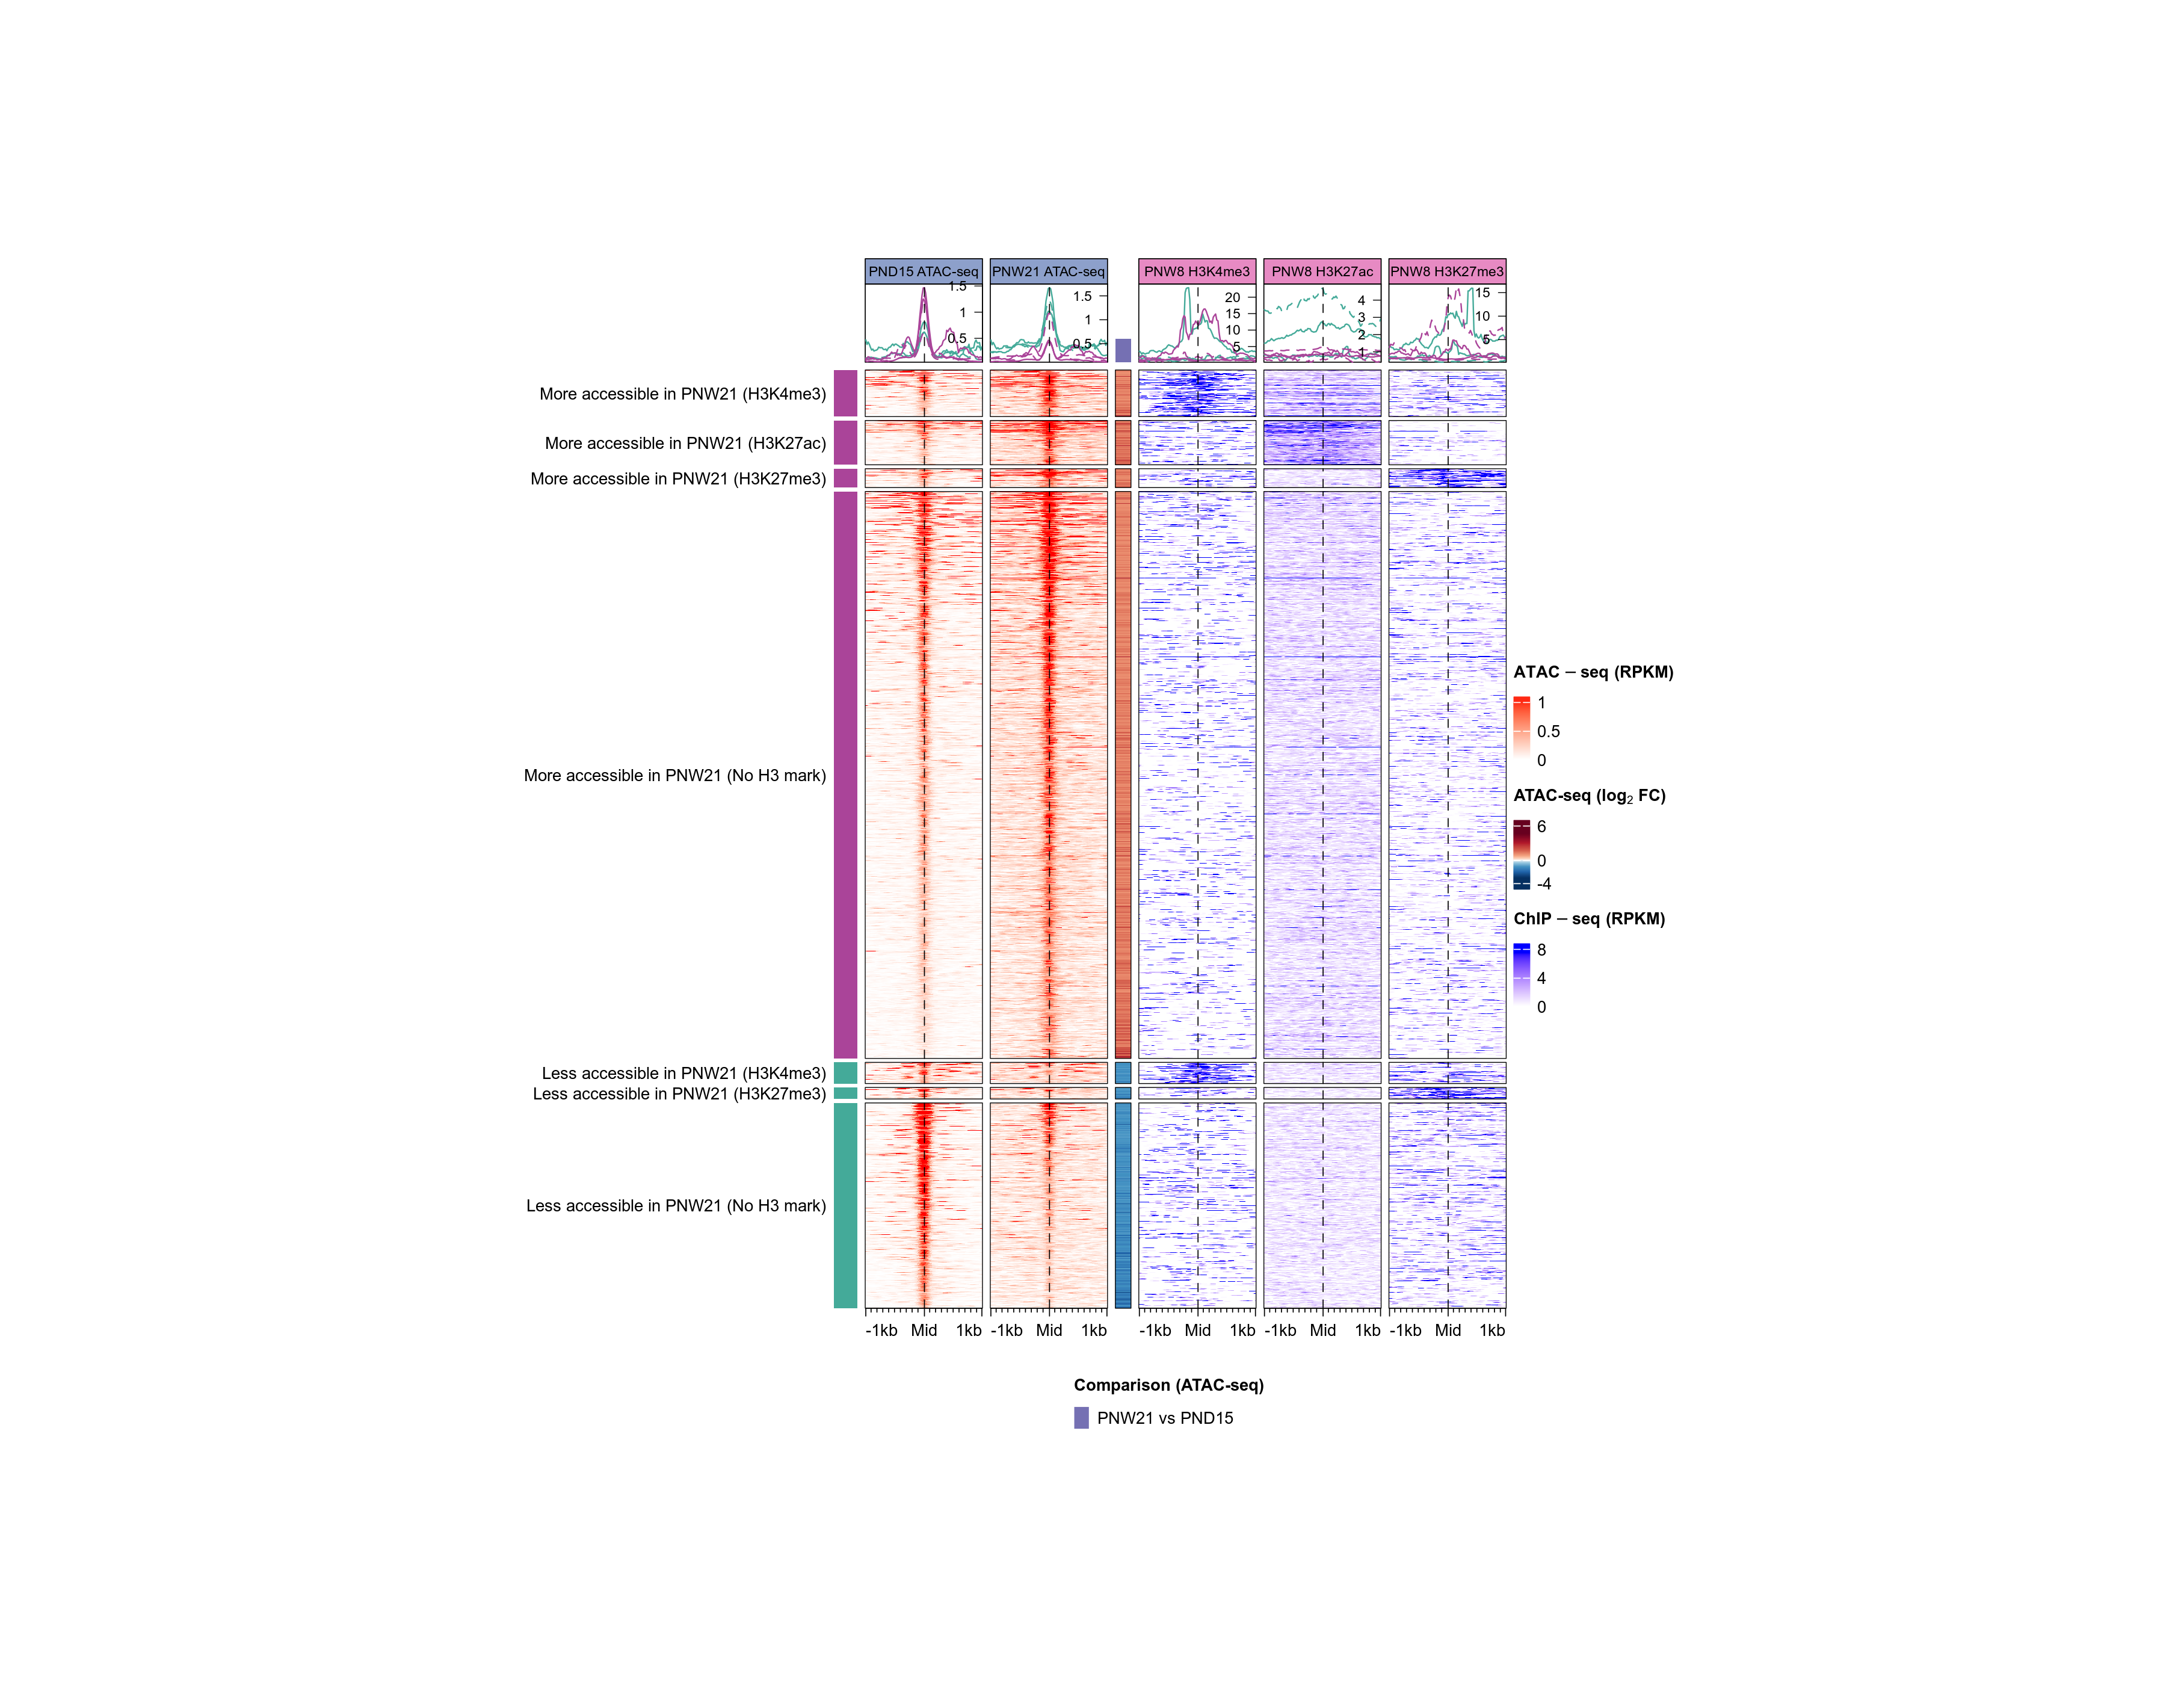 PND15 ATAC-seq PNW21 ATAC-seq PNW8 H3K4me3 PNW8 H3K27ac PNW8 H3K27me3
1.5
1
0.5
1.5
1
0.5
20
15
10
5
4
3
2
1
15
10
5
More accessible in PNW21 (H3K4me3)
More accessible in PNW21 (H3K27ac)
More accessible in PNW21 (H3K27me3)
More accessible in PNW21 (No H3 mark)
Less accessible in PNW21 (H3K4me3)
Less accessible in PNW21 (H3K27me3)
Less accessible in PNW21 (No H3 mark)
-1kb Mid 1kb -1kb Mid 1kb -1kb Mid 1kb -1kb Mid 1kb -1kb Mid 1kb
ATAC − seq (RPKM)
1
0.5
0
ATAC-seq (log₂ FC)
6
0
-4
ChIP − seq (RPKM)
8
4
0
Comparison (ATAC-seq)
PNW21 vs PND15